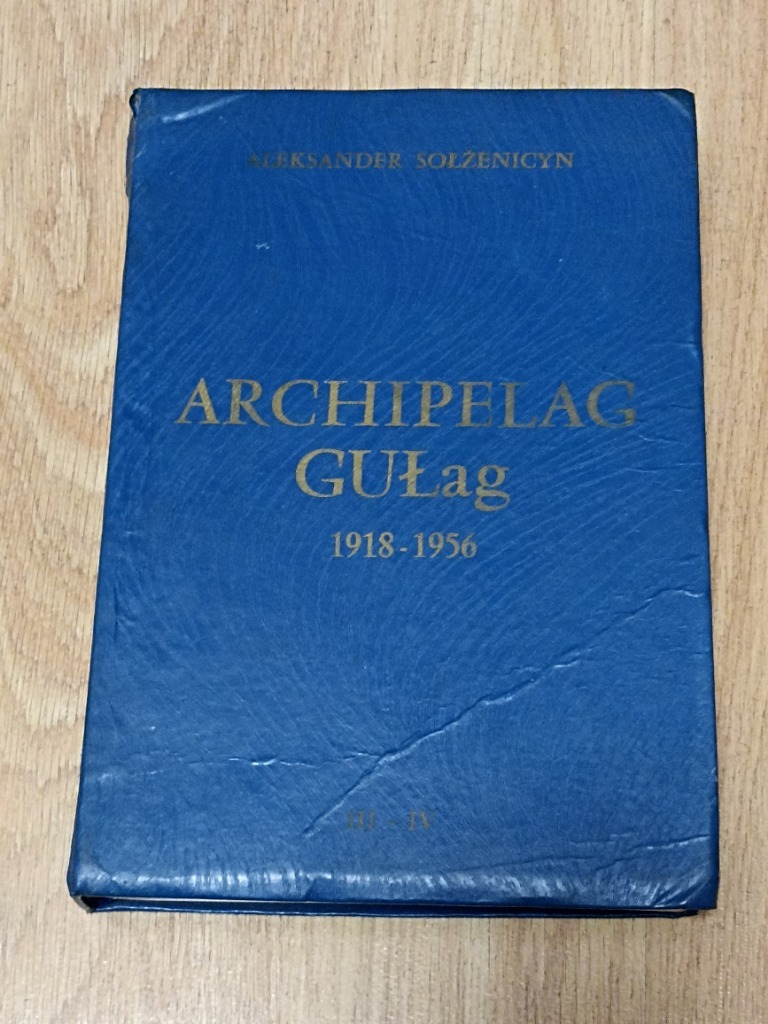 ALEKSANDER SOŁŻENICYN
ARCHIPELAG
GUŁag
1918-1956
III - IV